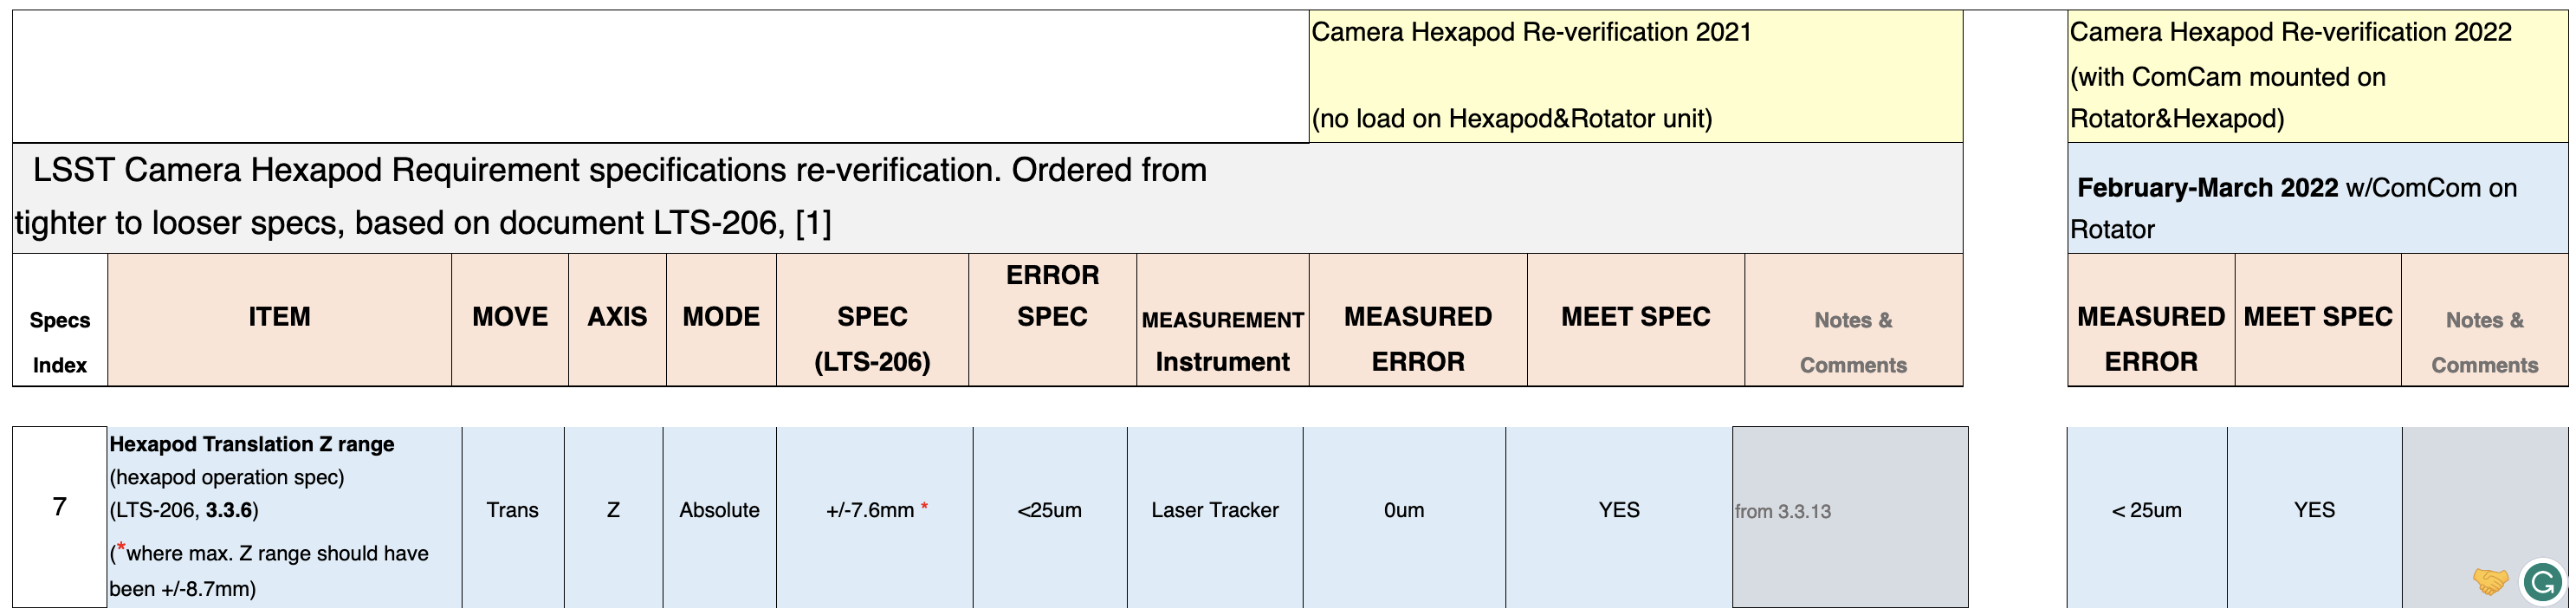 Camera Hexapod Re-verification 2021
(no load on Hexapod&Rotator unit)
Camera Hexapod Re-verification 2022
(with ComCam mounted on
Rotator&Hexapod)
LSST Camera Hexapod Requirement specifications re-verification. Ordered from
tighter to looser specs, based on document LTS-206, [1]
February-March 2022 w/ComCom on
Rotator
Specs
Index
ITEM
MOVE
AXIS
MODE
SPEC
(LTS-206)
ERROR
SPEC
MEASUREMENT
Instrument
MEASURED
ERROR
MEET SPEC
Notes &
Comments
MEASURED
ERROR
MEET SPEC
Notes &
Comments
7
Hexapod Translation Z range
(hexapod operation spec)
(LTS-206, 3.3.6)
(*where max. Z range should have
been +/-8.7mm)
Trans
Z
Absolute
+/-7.6mm *
<25um
Laser Tracker
0um
YES
from 3.3.13
< 25um
YES
G